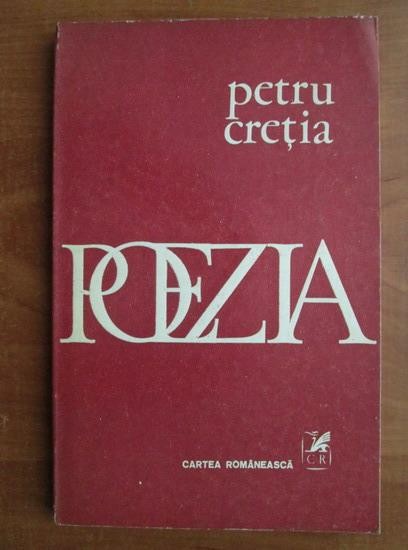 petru
creția
POEZIA
CARTEA ROMÂNEASCĂ
CR